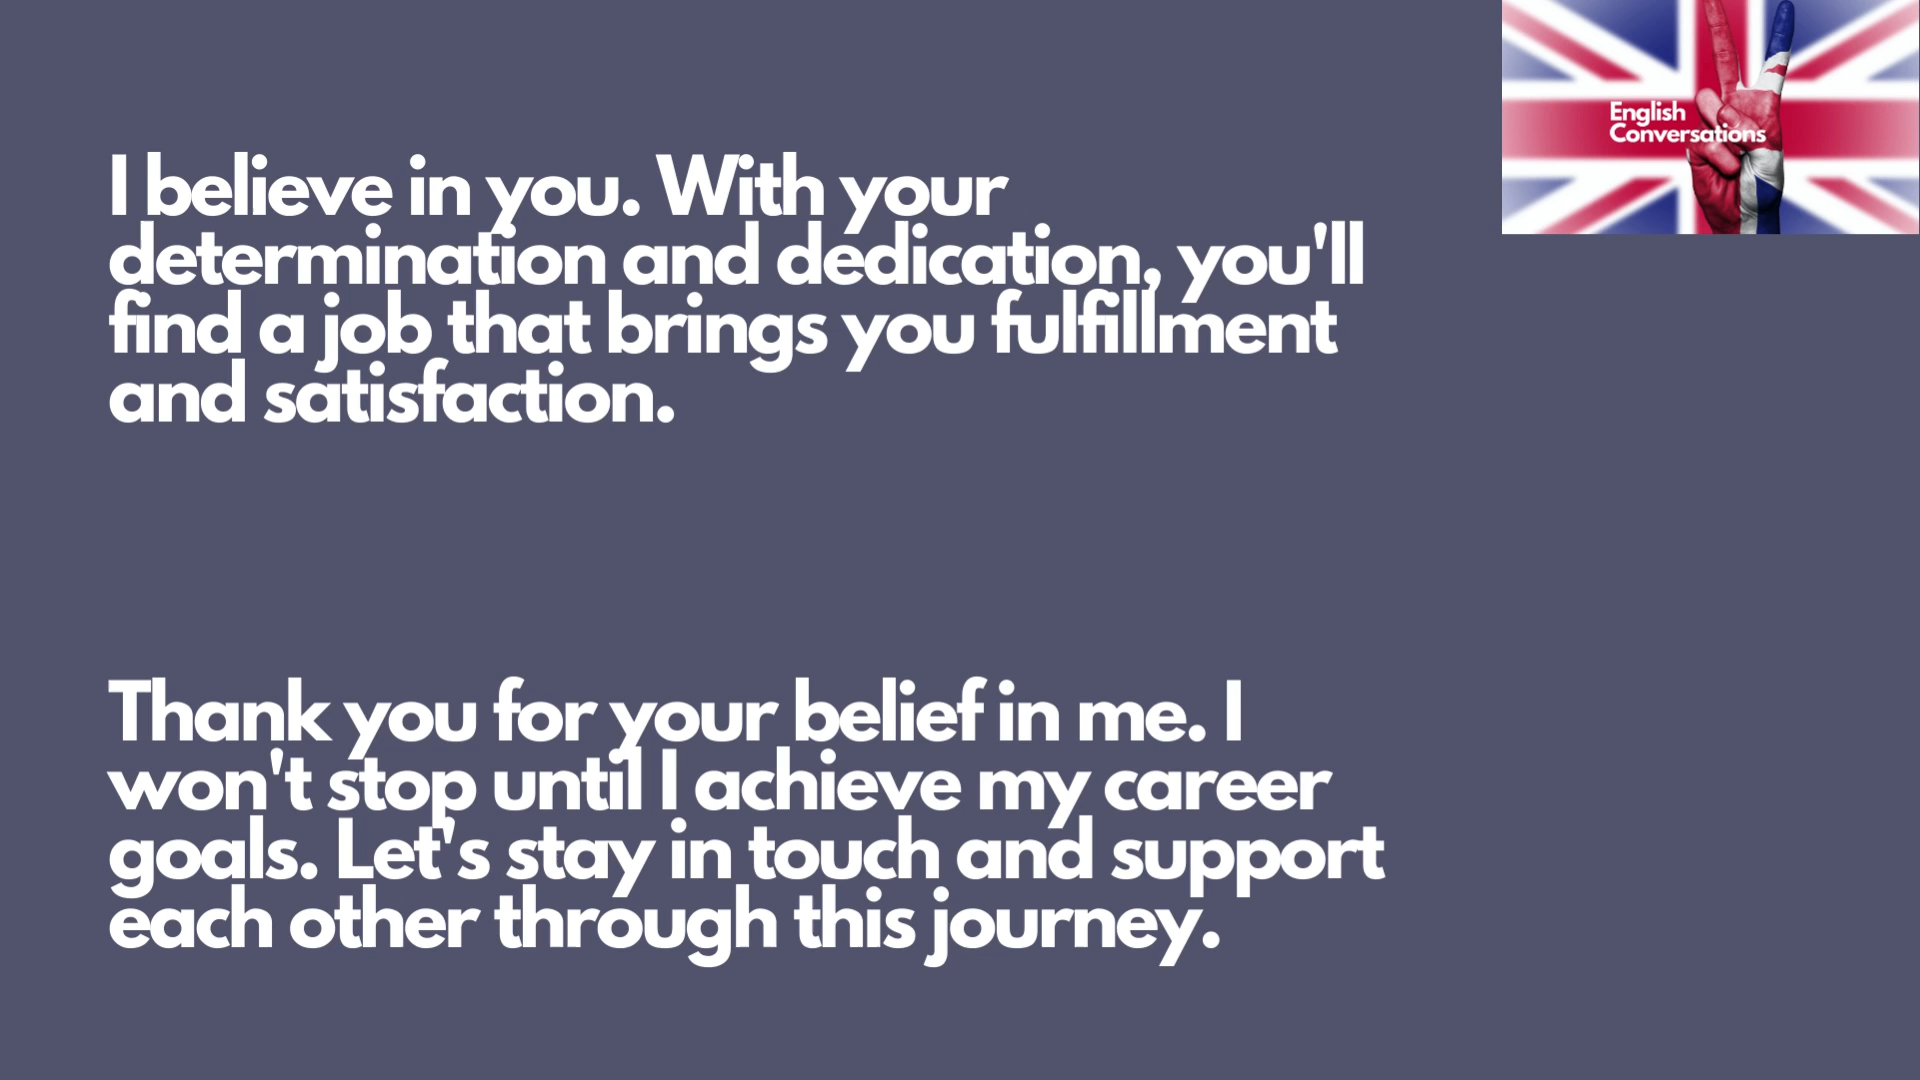 English
Conversations
I believe in you. With your
determination and dedication, you'll
find a job that brings you fulfillment
and satisfaction.
Thank you for your belief in me. I
won't stop until I achieve my career
goals. Let's stay in touch and support
each other through this journey.